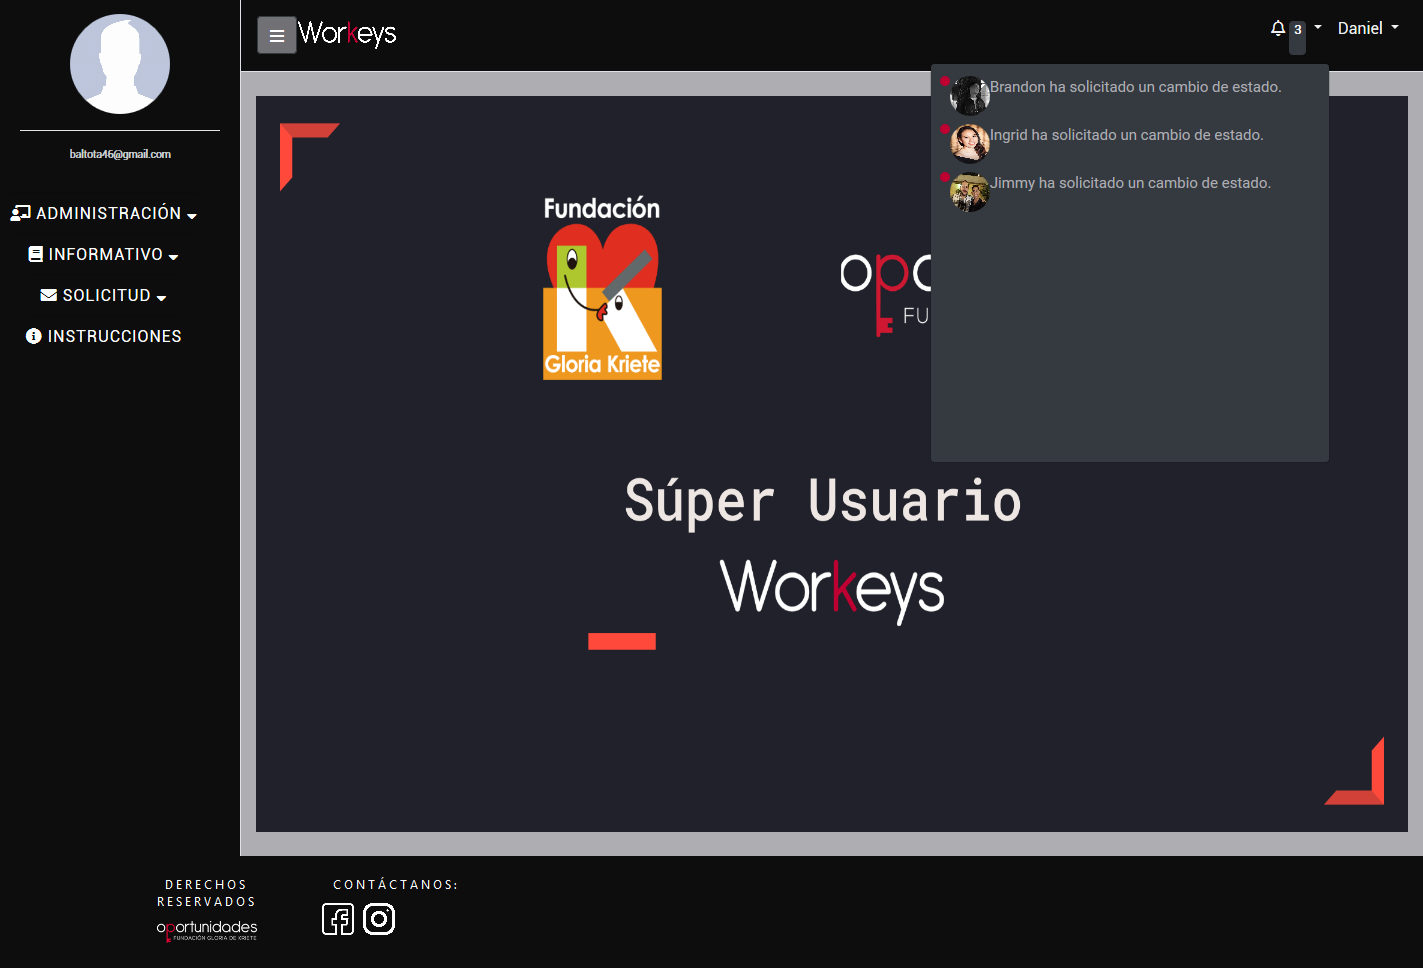 Workeys
3
Daniel
baltota46@gmail.com
ADMINISTRACIÓN
INFORMATIVO
SOLICITUD
INSTRUCCIONES
Brandon ha solicitado un cambio de estado.
Ingrid ha solicitado un cambio de estado.
Jimmy ha solicitado un cambio de estado.
Fundación
K
Gloria Kriete
opo
FU
Súper Usuario
Workeys
DERECHOS
RESERVADOS
oportunidades
FUNDACIÓN GLORIA DE KRIETE
CONTÁCTANOS: